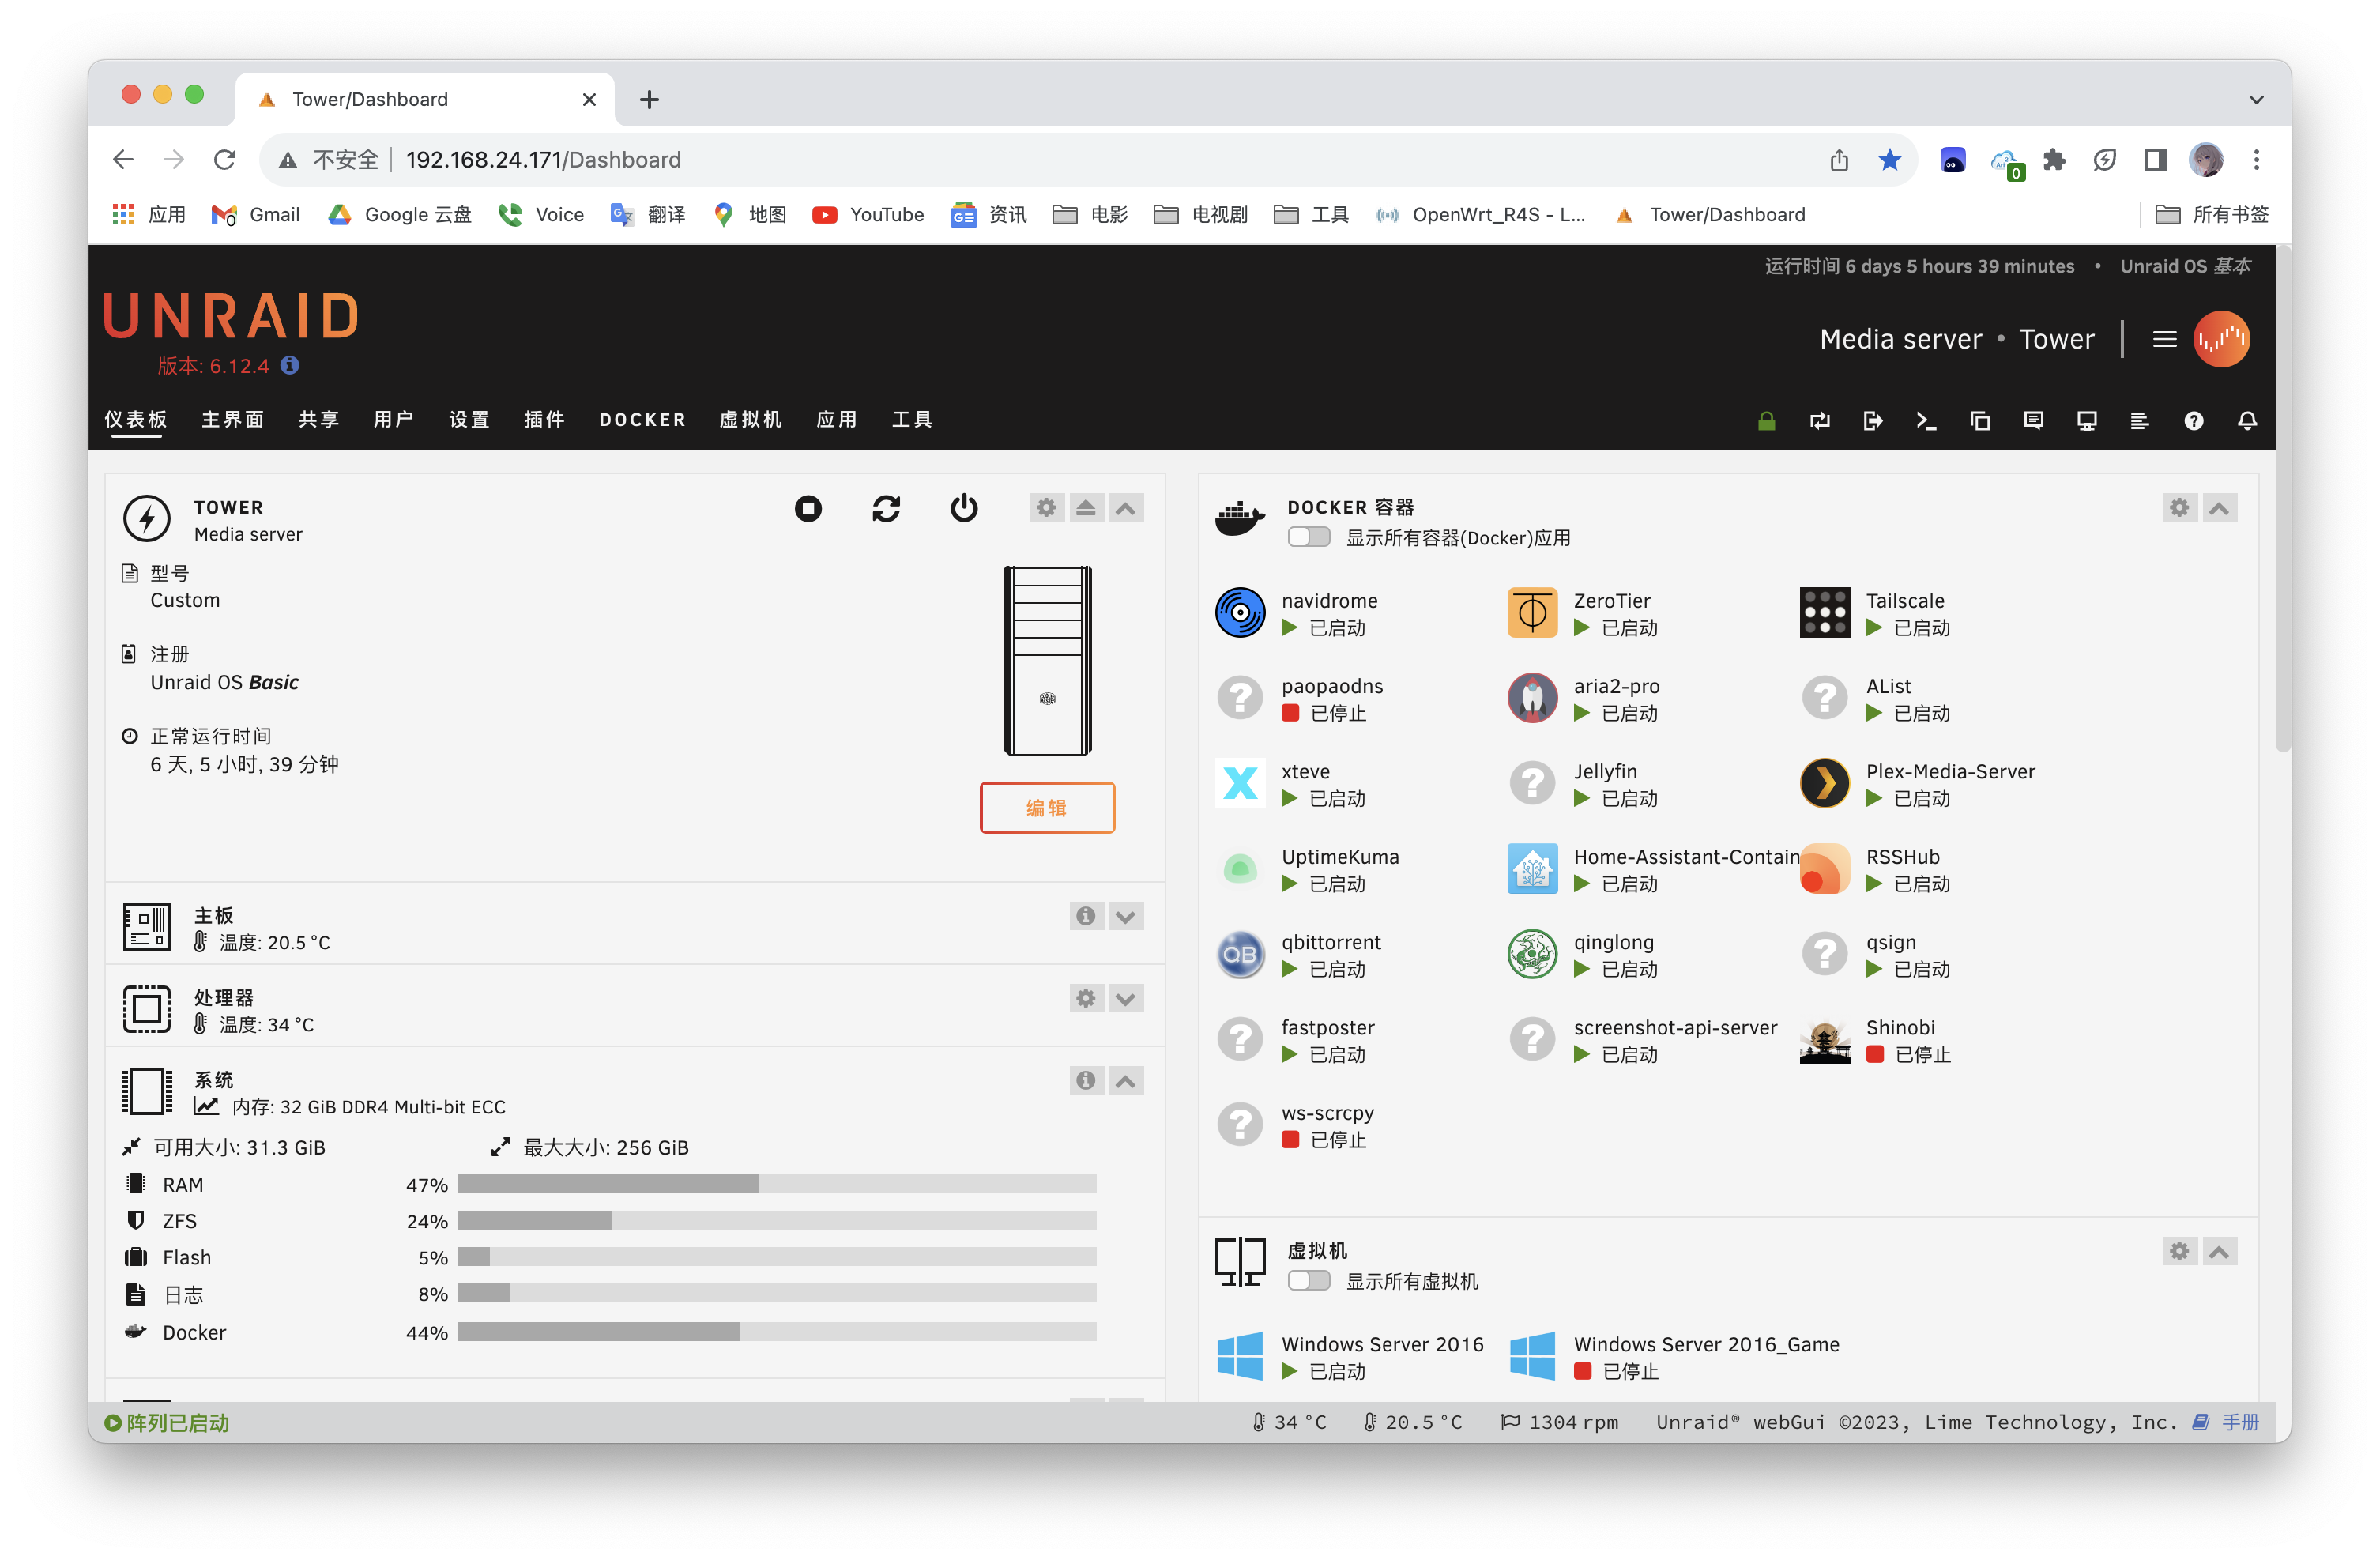 Tower/Dashboard
不安全 192.168.24.171/Dashboard
0
应用 Gmail Google 云盘 Voice 翻译 地图 YouTube 资讯 电影 电视剧 工具 OpenWrt_R4S - L... Tower/Dashboard 所有书签
运行时间 6 days 5 hours 39 minutes • Unraid OS 基本
UNRAID
版本: 6.12.4
Media server • Tower
仪表板 主界面 共享 用户 设置 插件 DOCKER 虚拟机 应用 工具
TOWER
Media server
型号
Custom
注册
Unraid OS Basic
正常运行时间
6 天, 5 小时, 39 分钟
编辑
主板
温度: 20.5 °C
处理器
温度: 34 °C
系统
内存: 32 GiB DDR4 Multi-bit ECC
可用大小: 31.3 GiB 最大大小: 256 GiB
RAM 47%
ZFS 24%
Flash 5%
日志 8%
Docker 44%
DOCKER 容器
显示所有容器(Docker)应用
navidrome ZeroTier Tailscale
已启动 已启动 已启动
paopaodns aria2-pro AList
已停止 已启动 已启动
xteve Jellyfin Plex-Media-Server
已启动 已启动 已启动
UptimeKuma Home-Assistant-Contain RSSHub
已启动 已启动 已启动
QB qbittorrent qinglong qsign
已启动 已启动 已启动
fastposter screenshot-api-server Shinobi
已启动 已启动 已停止
ws-scrcpy
已停止
虚拟机
显示所有虚拟机
Windows Server 2016 Windows Server 2016_Game
已启动 已停止
阵列已启动 34 °C 20.5 °C 1304 rpm Unraid® webGui ©2023, Lime Technology, Inc. 手册